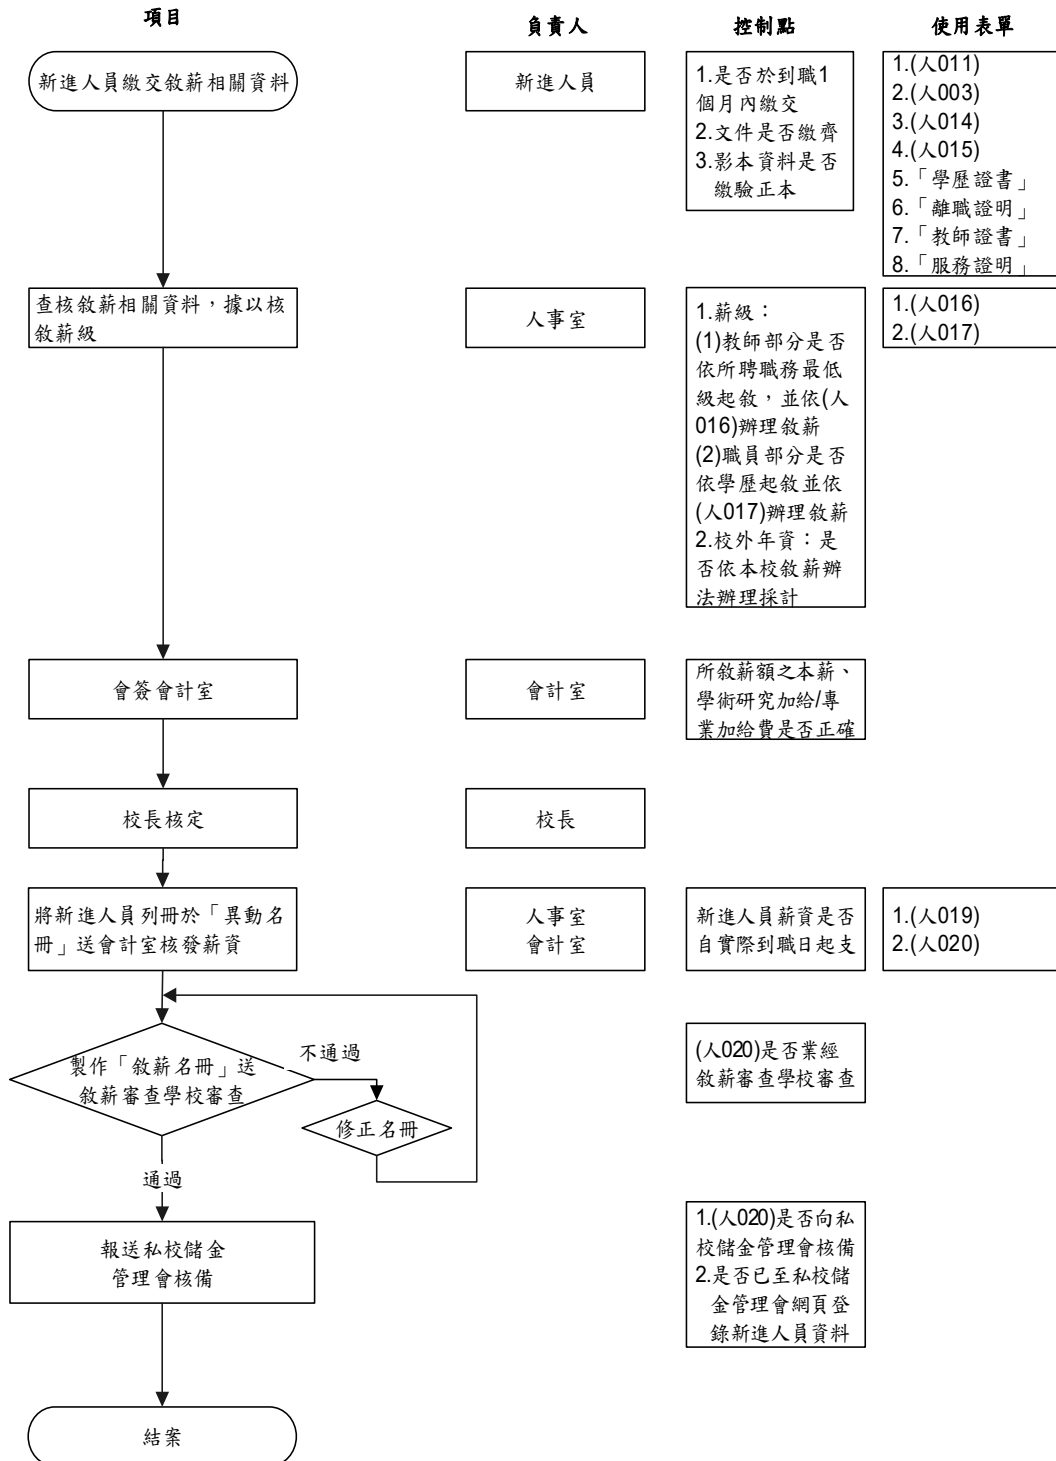 項目
負責人
控制點
使用表單
新進人員繳交敘薪相關資料
新進人員
1.是否於到職1
個月內繳交
2.文件是否繳齊
3.影本資料是否
繳驗正本
1.(人011)
2.(人003)
3.(人014)
4.(人015)
5.「學歷證書」
6.「離職證明」
7.「教師證書」
8.「服務證明」
查核敘薪相關資料，據以核
敘薪級
人事室
1.薪級：
(1)教師部分是否
依所聘職務最低
級起敘，並依(人
016)辦理敘薪
(2)職員部分是否
依學歷起敘並依
(人017)辦理敘薪
2.校外年資：是
否依本校敘薪辦
法辦理採計
1.(人016)
2.(人017)
會簽會計室
會計室
所敘薪額之本薪、
學術研究加給/專
業加給費是否正確
校長核定
校長
將新進人員列冊於「異動名
冊」送會計室核發薪資
人事室
會計室
新進人員薪資是否
自實際到職日起支
1.(人019)
2.(人020)
製作「敘薪名冊」送
敘薪審查學校審查
不通過
修正名冊
(人020)是否業經
敘薪審查學校審查
通過
報送私校儲金
管理會核備
1.(人020)是否向私
校儲金管理會核備
2.是否已至私校儲
金管理會網頁登
錄新進人員資料
結案